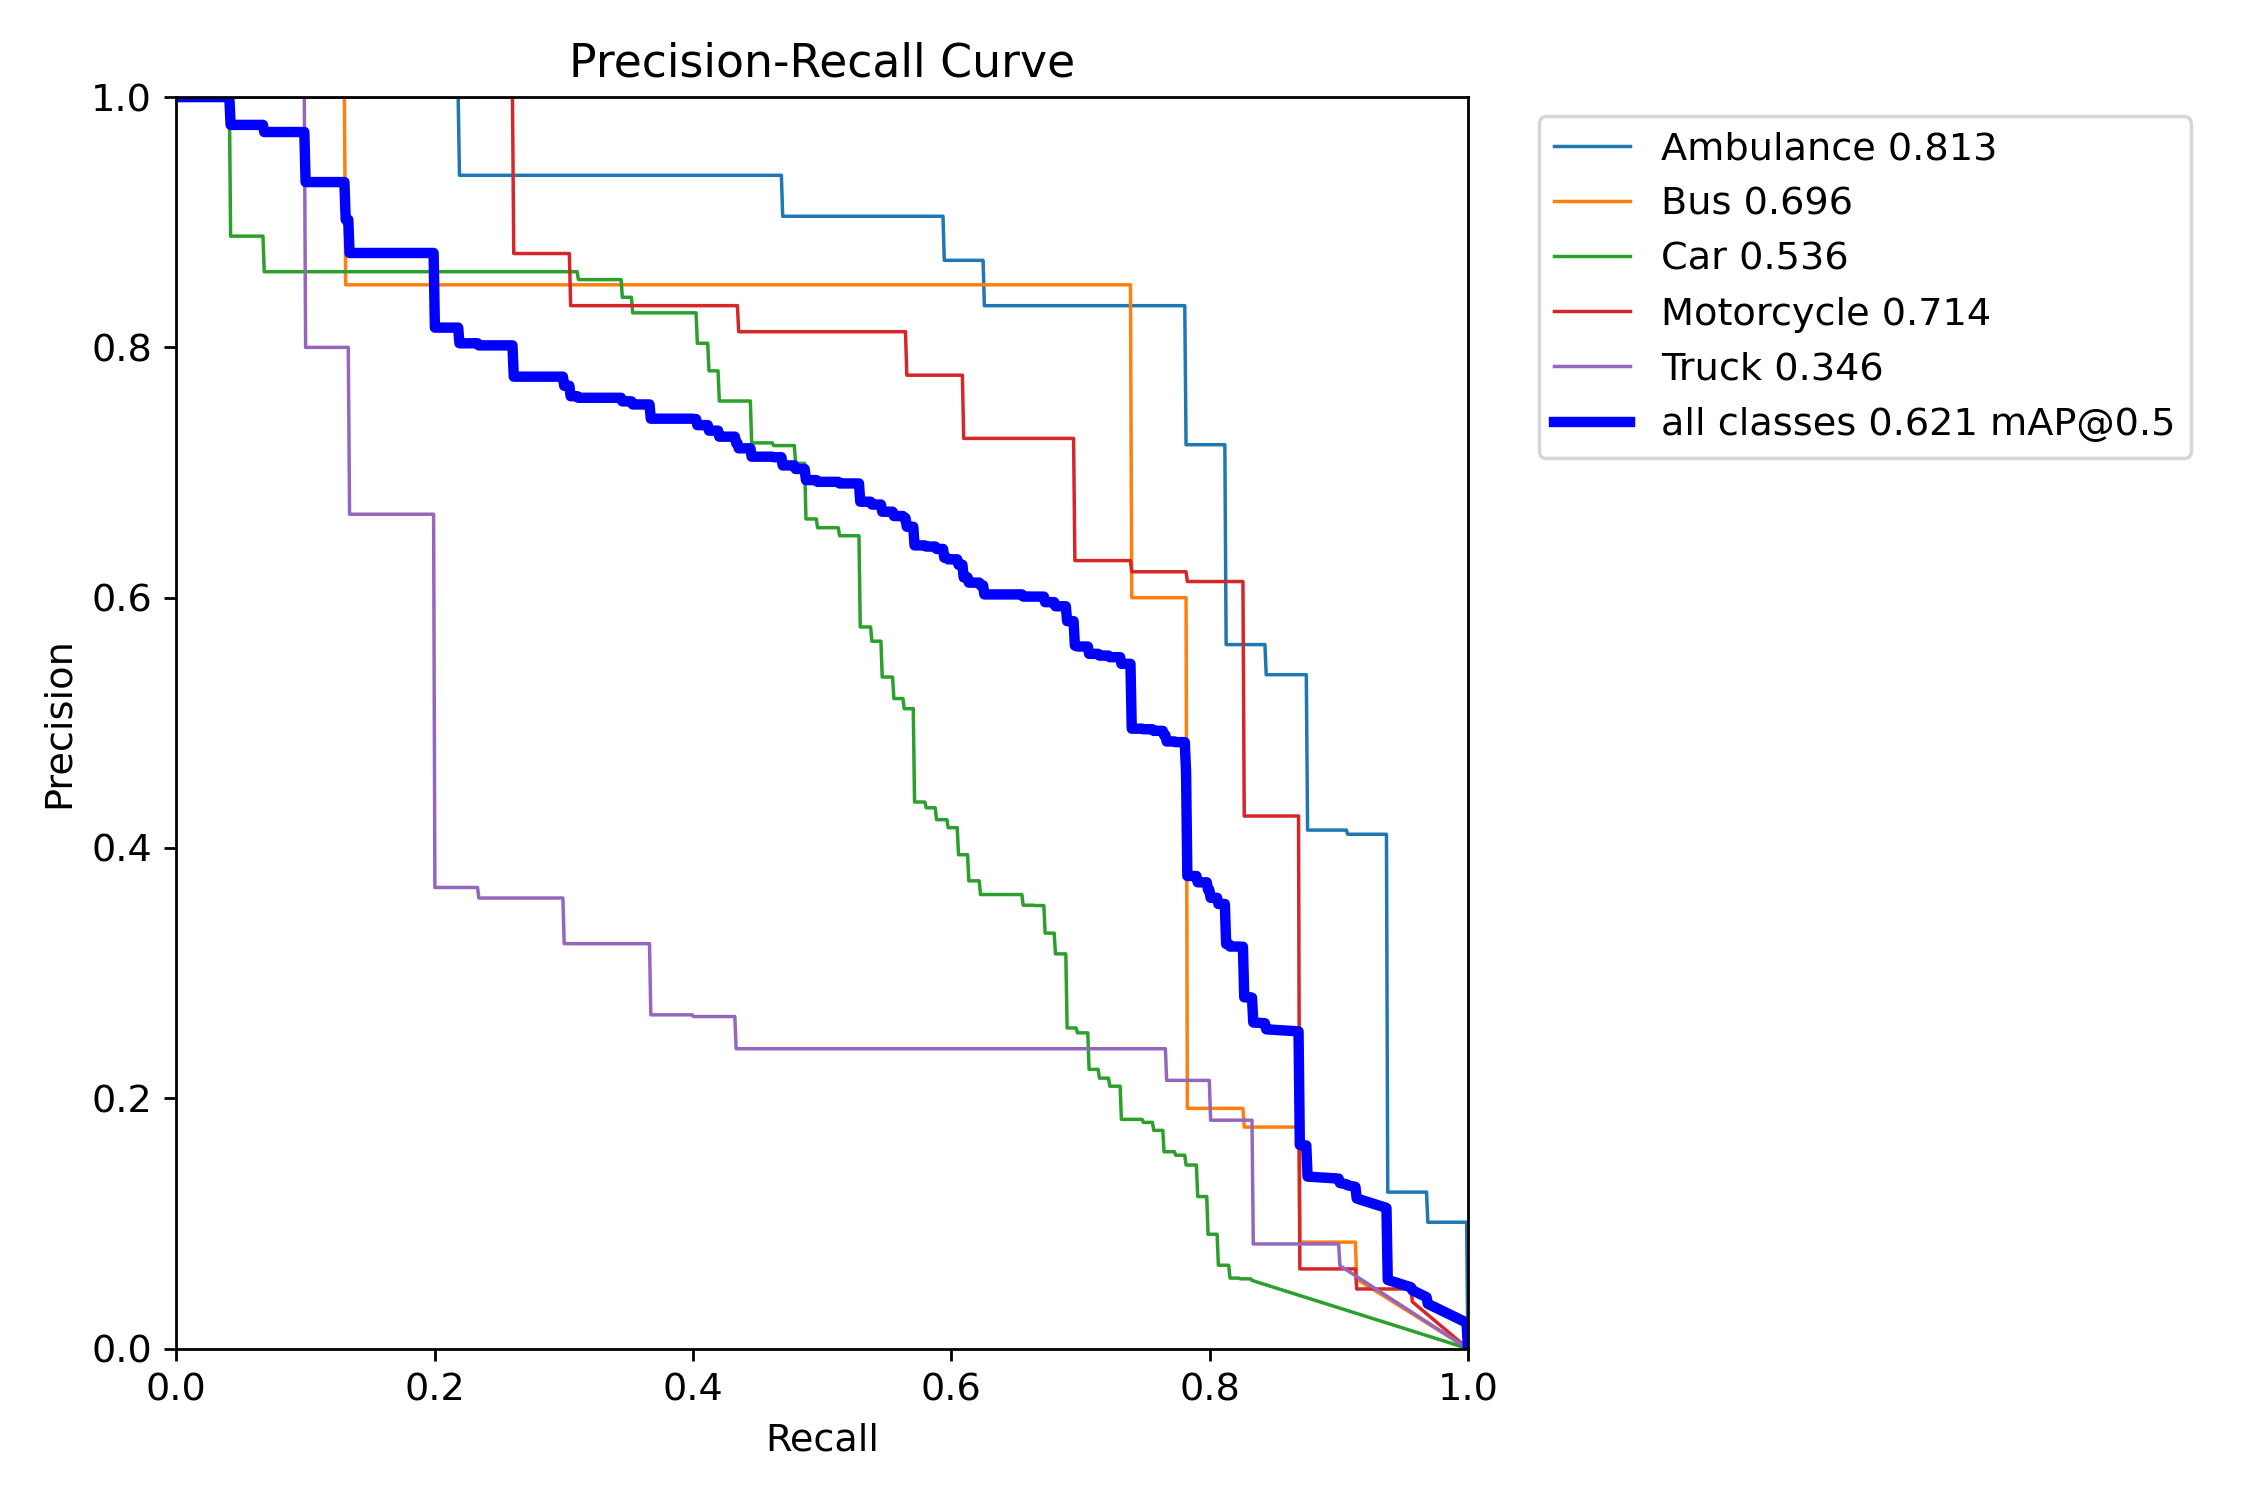 Precision-Recall Curve
1.0
0.8
0.6
0.4
0.2
0.0
Precision
0.0 0.2 0.4 0.6 0.8 1.0
Recall
Ambulance 0.813
Bus 0.696
Car 0.536
Motorcycle 0.714
Truck 0.346
all classes 0.621 mAP@0.5